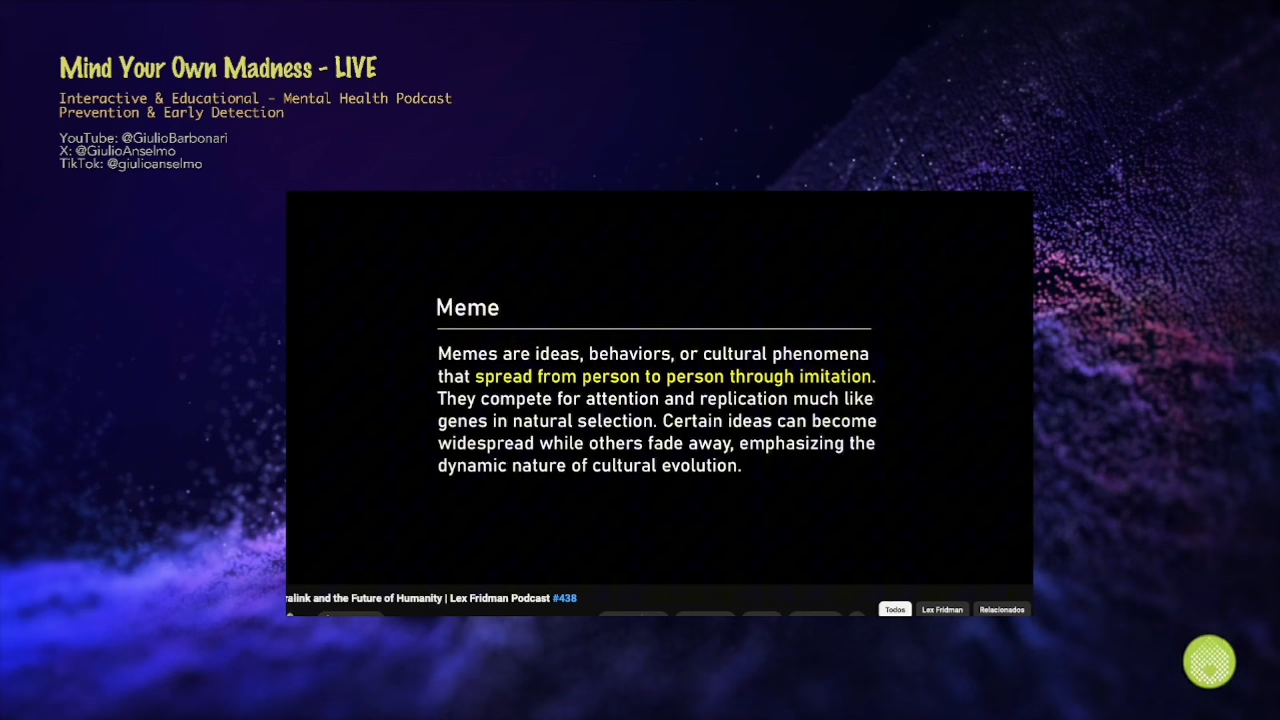 Mind Your Own Madness - LIVE
Interactive & Educational - Mental Health Podcast
Prevention & Early Detection
YouTube: @GiulioBarbonari
X: @GiulioAnselmo
TikTok: @giulioanselmo
Meme
Memes are ideas, behaviors, or cultural phenomena
that spread from person to person through imitation.
They compete for attention and replication much like
genes in natural selection. Certain ideas can become
widespread while others fade away, emphasizing the
dynamic nature of cultural evolution.
ralink and the Future of Humanity | Lex Fridman Podcast #438
Todos Lex Fridman Relacionados